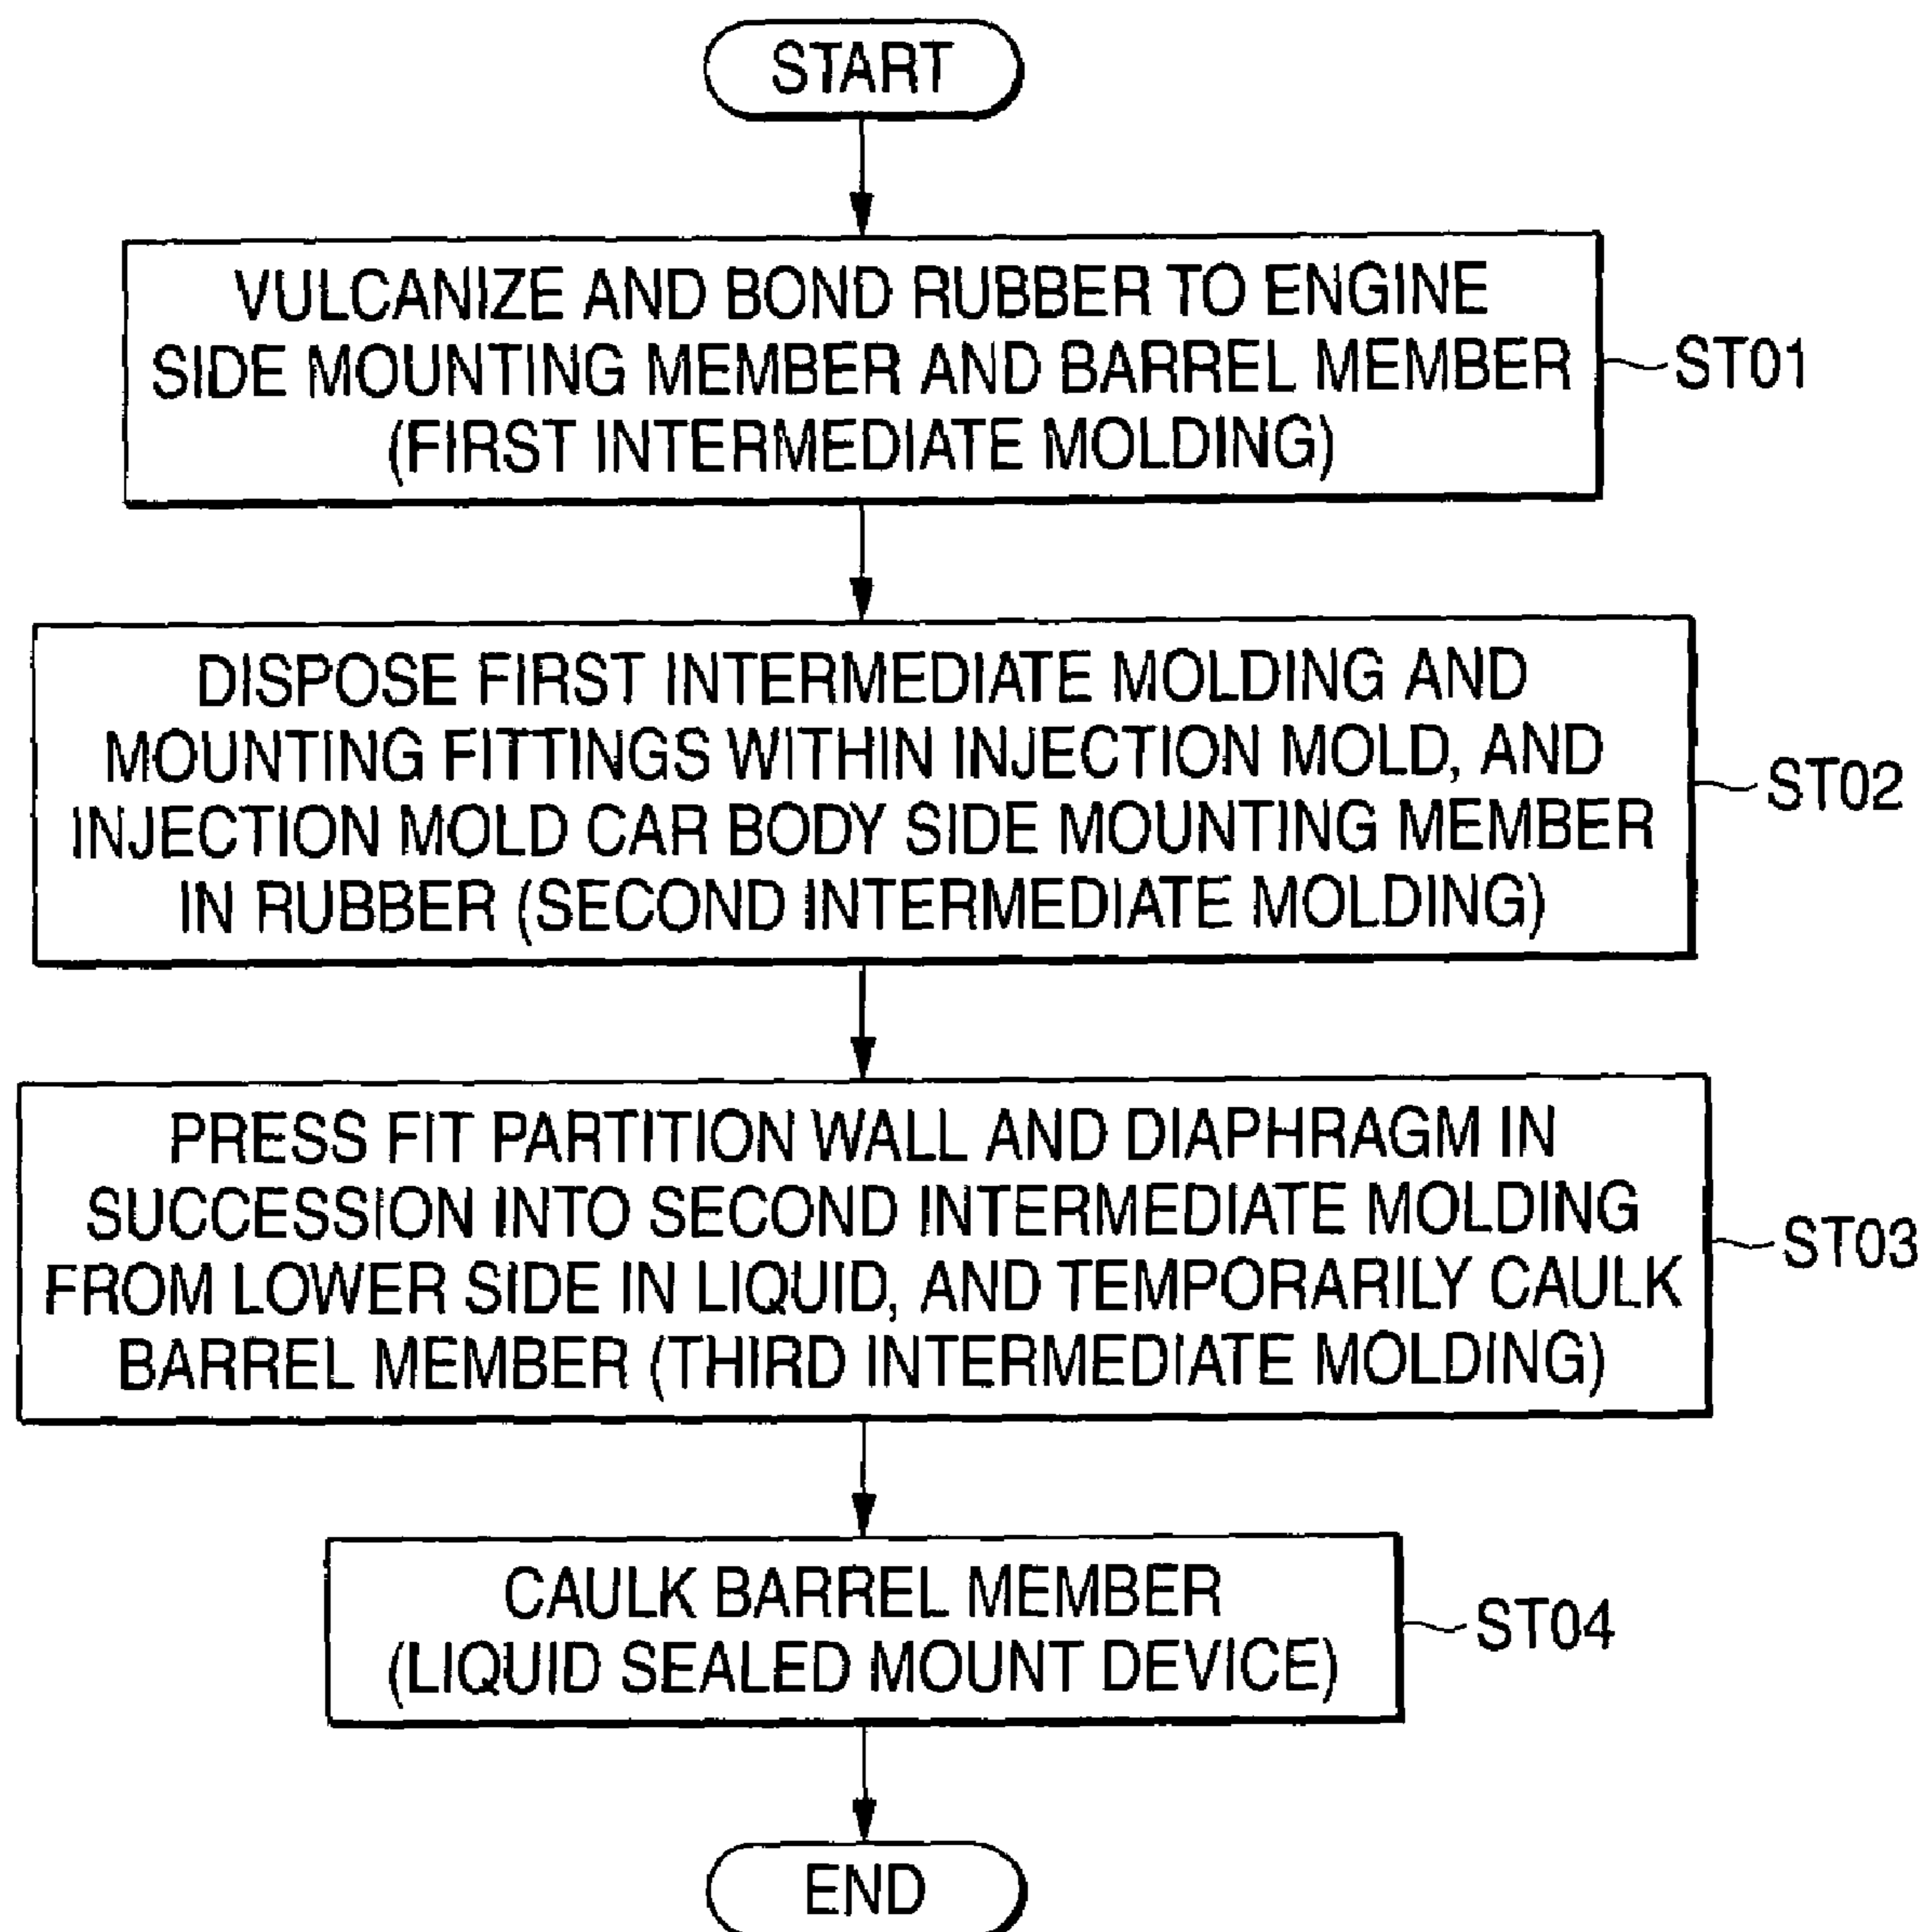 START
VULCANIZE AND BOND RUBBER TO ENGINE
SIDE MOUNTING MEMBER AND BARREL MEMBER
(FIRST INTERMEDIATE MOLDING)
ST01
DISPOSE FIRST INTERMEDIATE MOLDING AND
MOUNTING FITTINGS WITHIN INJECTION MOLD, AND
INJECTION MOLD CAR BODY SIDE MOUNTING MEMBER
IN RUBBER (SECOND INTERMEDIATE MOLDING)
ST02
PRESS FIT PARTITION WALL AND DIAPHRAGM IN
SUCCESSION INTO SECOND INTERMEDIATE MOLDING
FROM LOWER SIDE IN LIQUID, AND TEMPORARILY CAULK
BARREL MEMBER (THIRD INTERMEDIATE MOLDING)
ST03
CAULK BARREL MEMBER
(LIQUID SEALED MOUNT DEVICE)
ST04
END